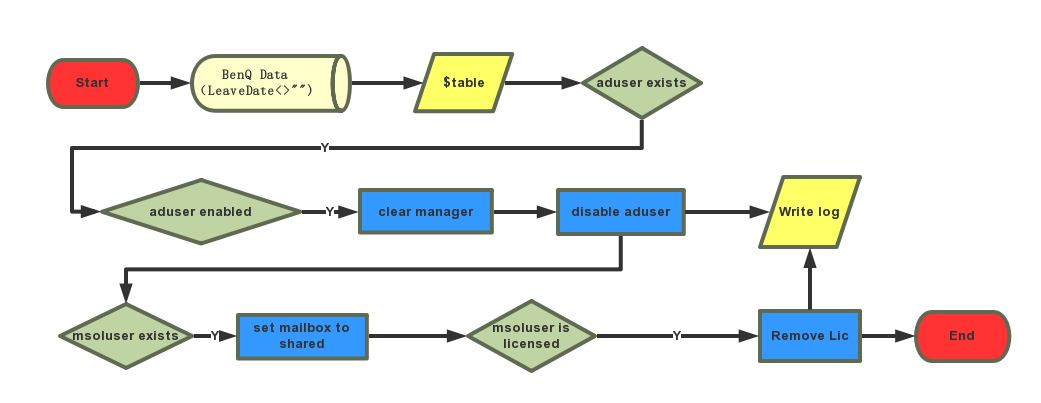 Start
BenQ Data
(LeaveDate<>"")
$table
aduser exists
Y
aduser enabled
Y
clear manager
disable aduser
Write log
msoluser exists
Y
set mailbox to
shared
msoluser is
licensed
Y
Remove Lic
End